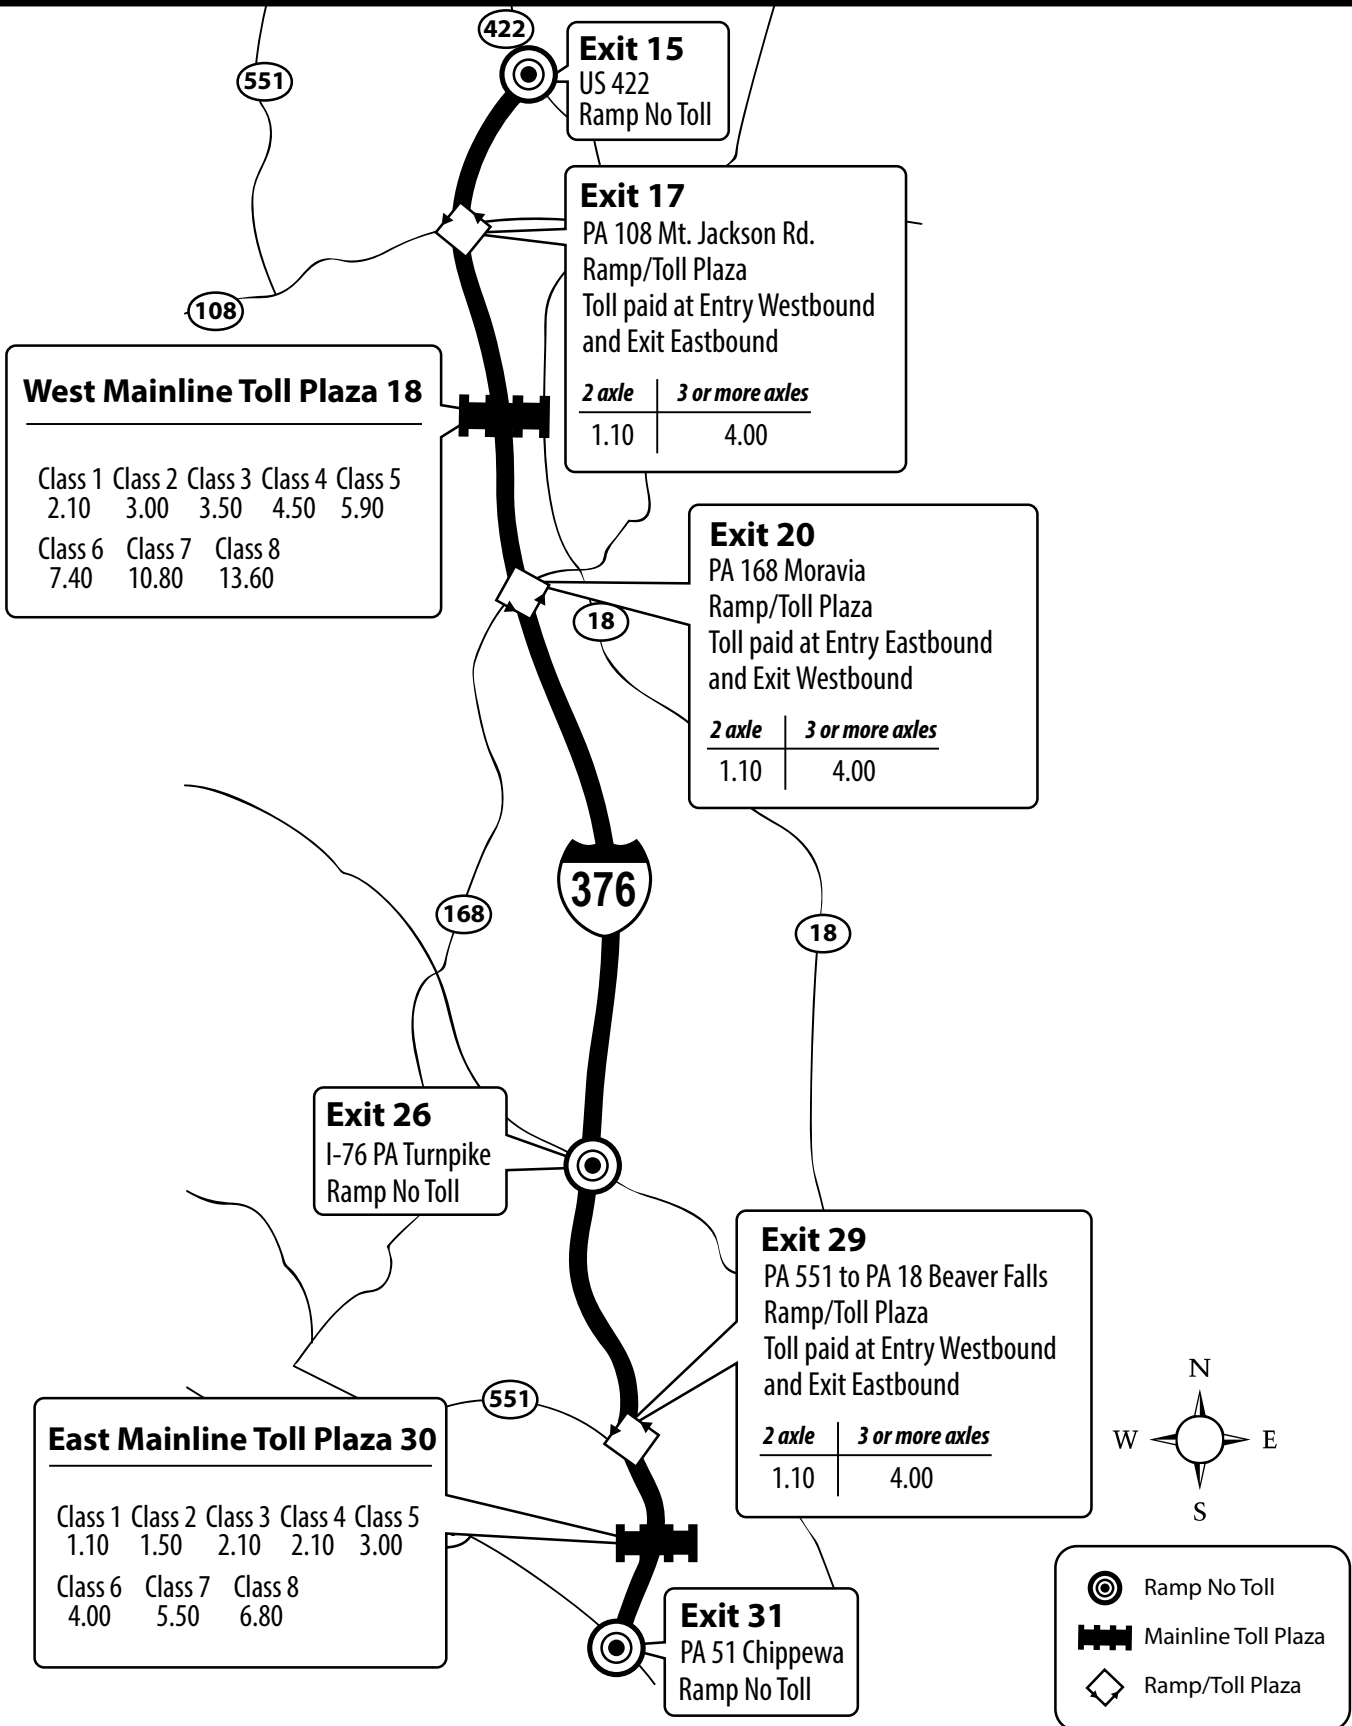 422
Exit 15
US 422
Ramp No Toll
551
Exit 17
PA 108 Mt. Jackson Rd.
Ramp/Toll Plaza
Toll paid at Entry Westbound
and Exit Eastbound
2 axle 3 or more axles
1.10 4.00
108
West Mainline Toll Plaza 18
Class 1 Class 2 Class 3 Class 4 Class 5
2.10 3.00 3.50 4.50 5.90
Class 6 Class 7 Class 8
7.40 10.80 13.60
Exit 20
PA 168 Moravia
Ramp/Toll Plaza
Toll paid at Entry Eastbound
and Exit Westbound
2 axle 3 or more axles
1.10 4.00
18
376
168
18
Exit 26
I-76 PA Turnpike
Ramp No Toll
Exit 29
PA 551 to PA 18 Beaver Falls
Ramp/Toll Plaza
Toll paid at Entry Westbound
and Exit Eastbound
2 axle 3 or more axles
1.10 4.00
551
East Mainline Toll Plaza 30
Class 1 Class 2 Class 3 Class 4 Class 5
1.10 1.50 2.10 2.10 3.00
Class 6 Class 7 Class 8
4.00 5.50 6.80
Exit 31
PA 51 Chippewa
Ramp No Toll
N
W E
S
Ramp No Toll
Mainline Toll Plaza
Ramp/Toll Plaza